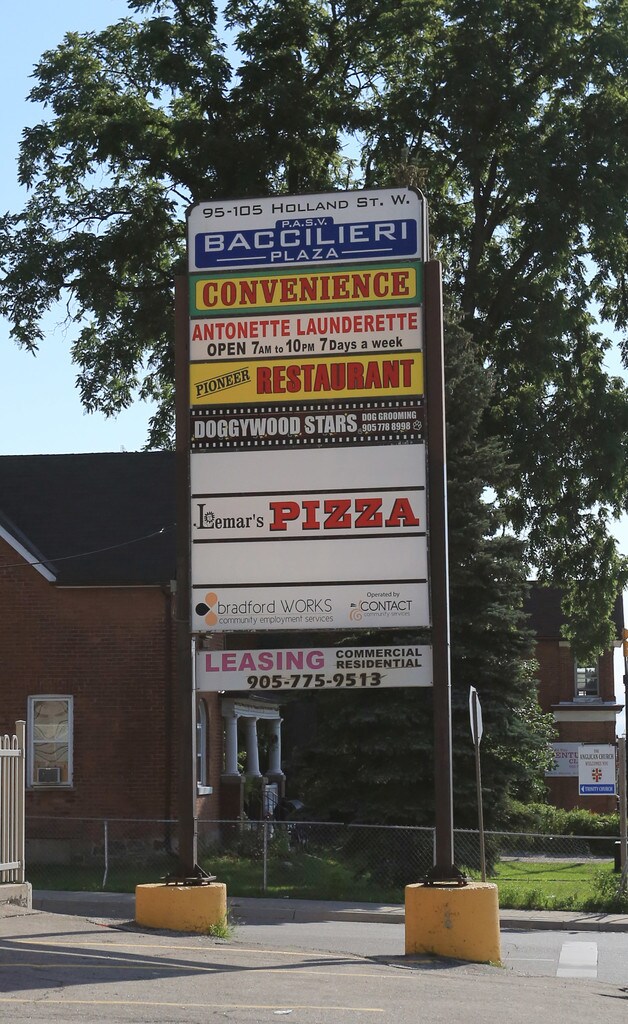 95-105 HOLLAND ST. W.
P.A.S.V.
BACCILIERI
PLAZA
CONVENIENCE
ANTONETTE LAUNDERETTE
OPEN 7AM to 10PM 7 Days a week
PIONEER RESTAURANT
DOGGYWOOD STARS DOG GROOMING
905 778 8998
Lemar's PIZZA
bradford WORKS
community employment services
Operated by
CONTACT
community services
LEASING COMMERCIAL
RESIDENTIAL
905-775-9513
THE
ANGLICAN CHURCH
WELCOMES YOU
TRINITY CHURCH